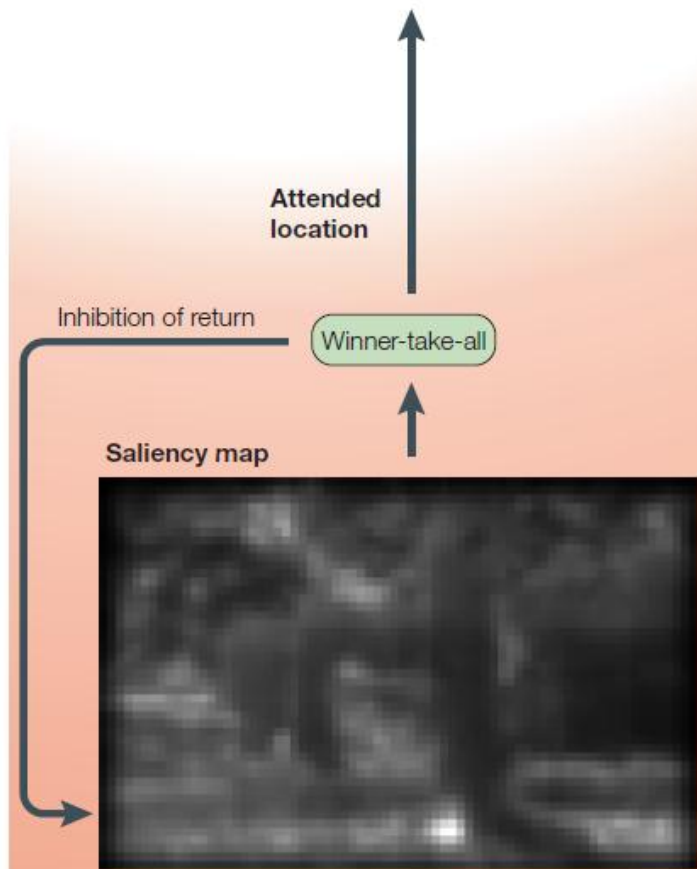 Attended
location
Inhibition of return
Winner-take-all
Saliency map